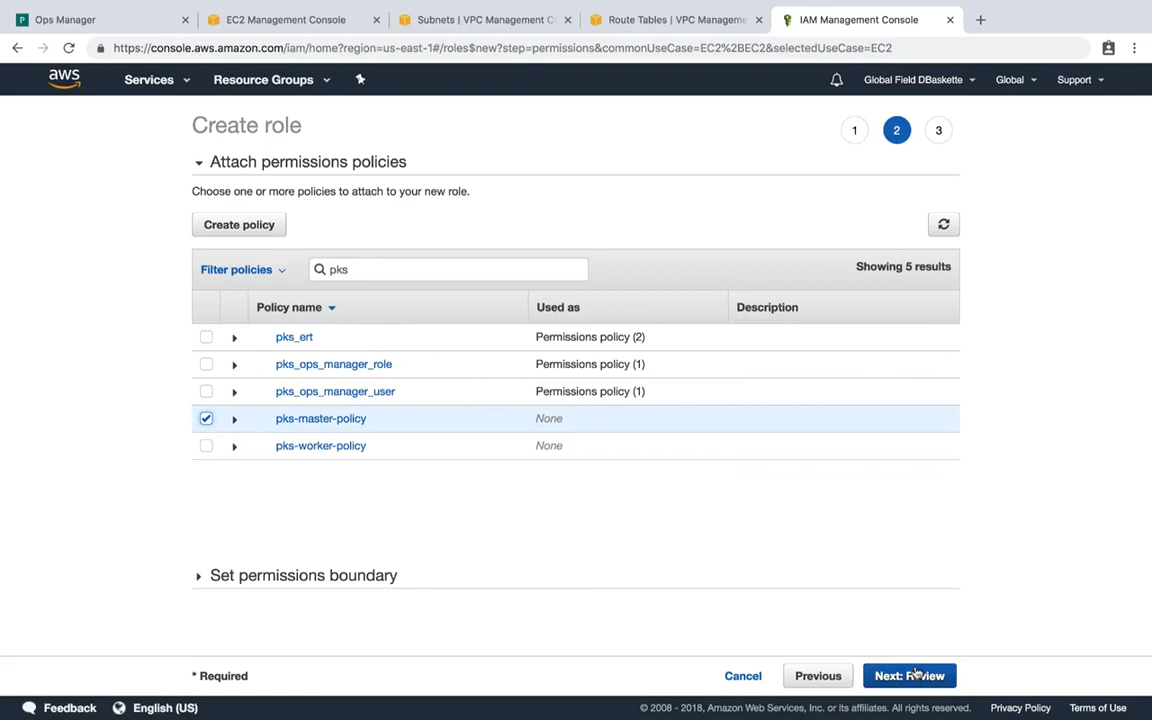 Ops Manager
EC2 Management Console
Subnets | VPC Management Co
Route Tables | VPC Manageme
IAM Management Console
https://console.aws.amazon.com/iam/home?region=us-east-1#/roles$new?step=permissions&commonUseCase=EC2%2BEC2&selectedUseCase=EC2
aws Services Resource Groups Global Field DBaskette Global Support
Create role 1 2 3
Attach permissions policies
Choose one or more policies to attach to your new role.
Create policy
Filter policies pks Showing 5 results
Policy name Used as Description
pks_ert Permissions policy (2)
pks_ops_manager_role Permissions policy (1)
pks_ops_manager_user Permissions policy (1)
pks-master-policy None
pks-worker-policy None
Set permissions boundary
* Required Cancel Previous Next: Review
Feedback English (US) © 2008 - 2018, Amazon Web Services, Inc. or its affiliates. All rights reserved. Privacy Policy Terms of Use